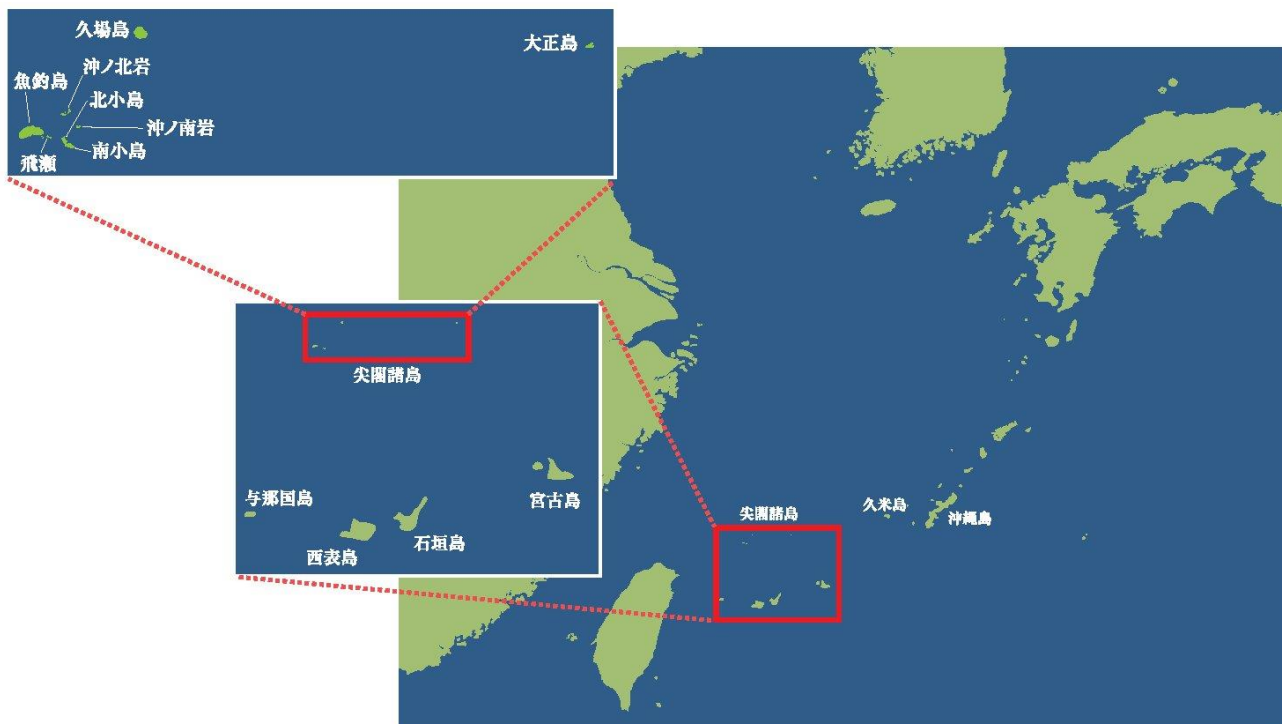 久場島
大正島
沖ノ北岩
魚釣島
北小島
沖ノ南岩
南小島
飛瀬
尖閣諸島
宮古島
与那国島
石垣島
西表島
久米島
尖閣諸島
沖縄島